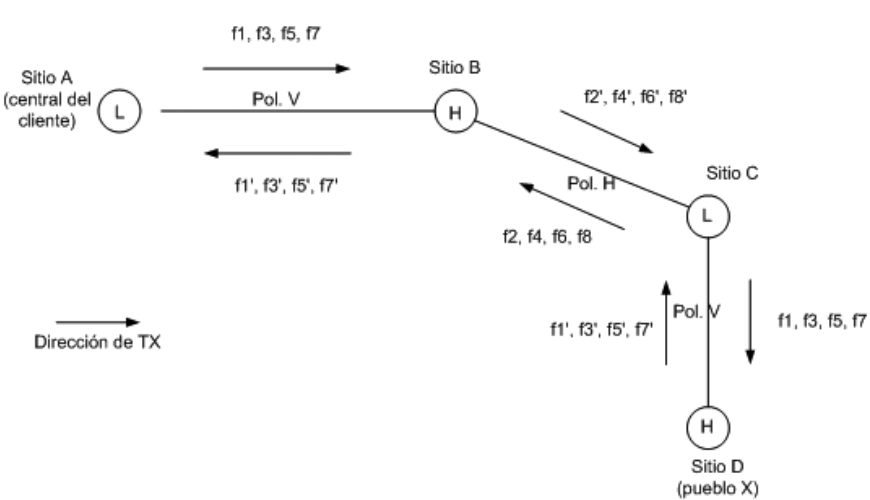 f1, f3, f5, f7
Sitio A
(central del
cliente)
L
Pol. V
Sitio B
H
f1', f3', f5', f7'
f2', f4', f6', f8'
Pol. H
f2, f4, f6, f8
Sitio C
L
Dirección de TX
f1', f3', f5', f7'
Pol. V
f1, f3, f5, f7
H
Sitio D
(pueblo X)